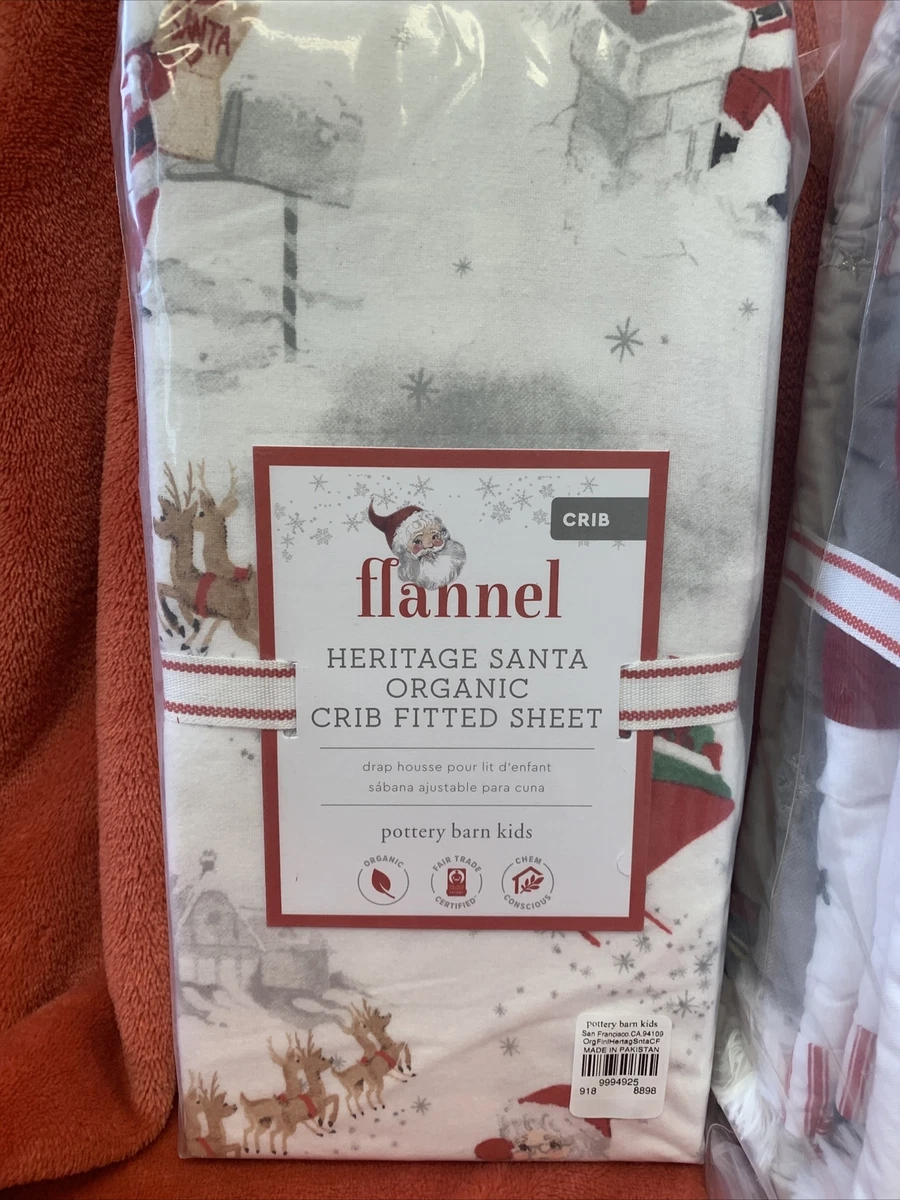 SANTA
CRIB
flannel
HERITAGE SANTA
ORGANIC
CRIB FITTED SHEET
drap housse pour lit d'enfant
sábana ajustable para cuna
pottery barn kids
ORGANIC
FAIR TRADE
CERTIFIED
CHEM
CONSCIOUS
pottery barn kids
San Francisco,CA,94109
OrgFlnlHertagSntaCF
MADE IN PAKISTAN
9994925
918 8898